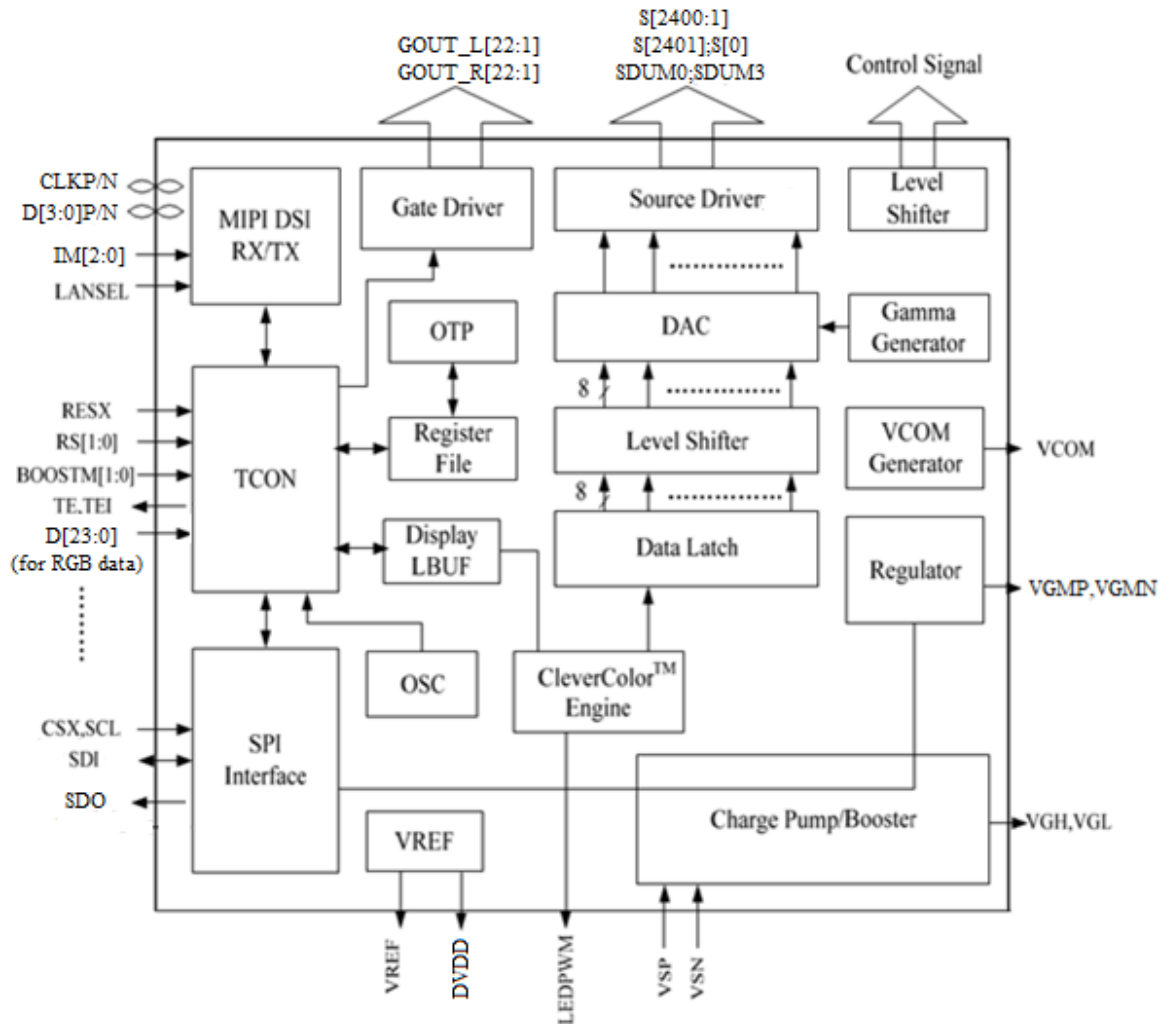 S[2400:1]
GOUT_L[22:1]
S[2401];S[0]
GOUT_R[22:1]
SDUM0;SDUM3
Control Signal
CLKP/N
D[3:0]P/N
IM[2:0]
LANSEL
MIPI DSI
RX/TX
Gate Driver
Source Driver
Level
Shifter
OTP
DAC
Gamma
Generator
RESX
RS[1:0]
BOOSTM[1:0]
TE,TEI
D[23:0]
(for RGB data)
TCON
Register
File
8
Level Shifter
VCOM
Generator
VCOM
8
Display
LBUF
Data Latch
Regulator
VGMP,VGMN
OSC
CleverColor™
Engine
CSX,SCL
SDI
SDO
SPI
Interface
VREF
Charge Pump/Booster
VGH,VGL
VREF
DVDD
LEDPWM
VSP
VSN